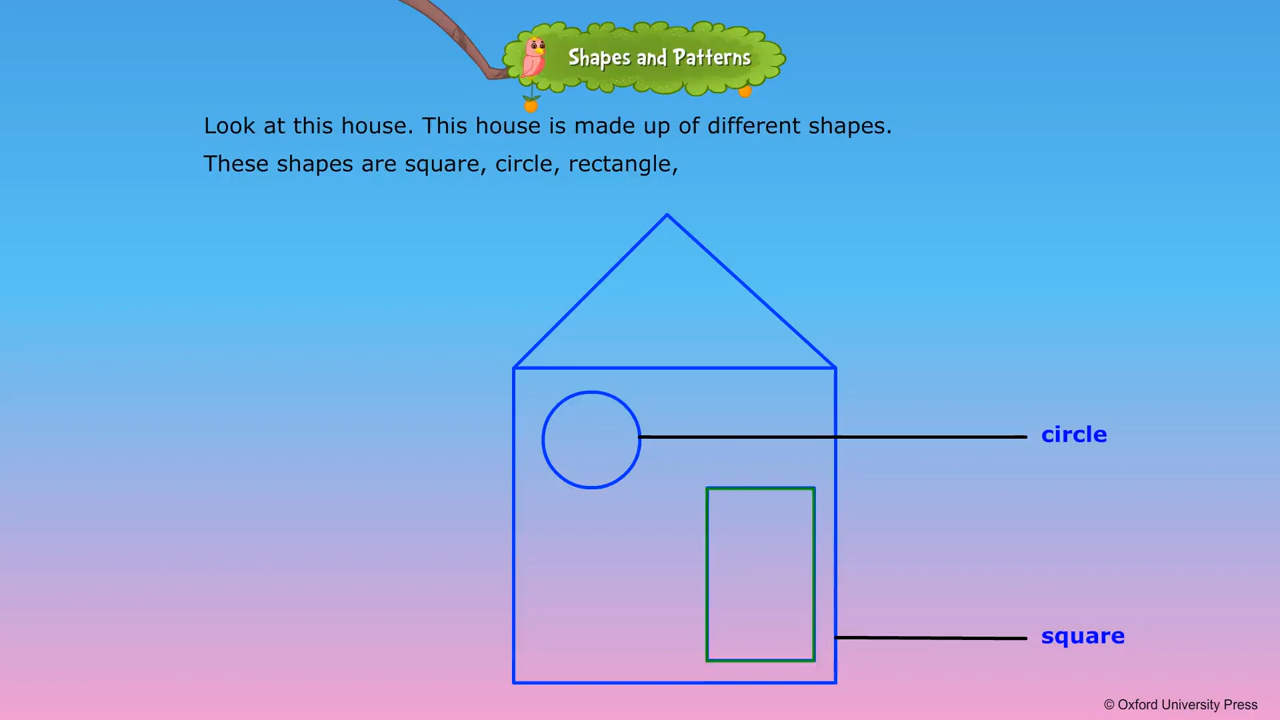 Shapes and Patterns
Look at this house. This house is made up of different shapes.
These shapes are square, circle, rectangle,
circle
square
© Oxford University Press